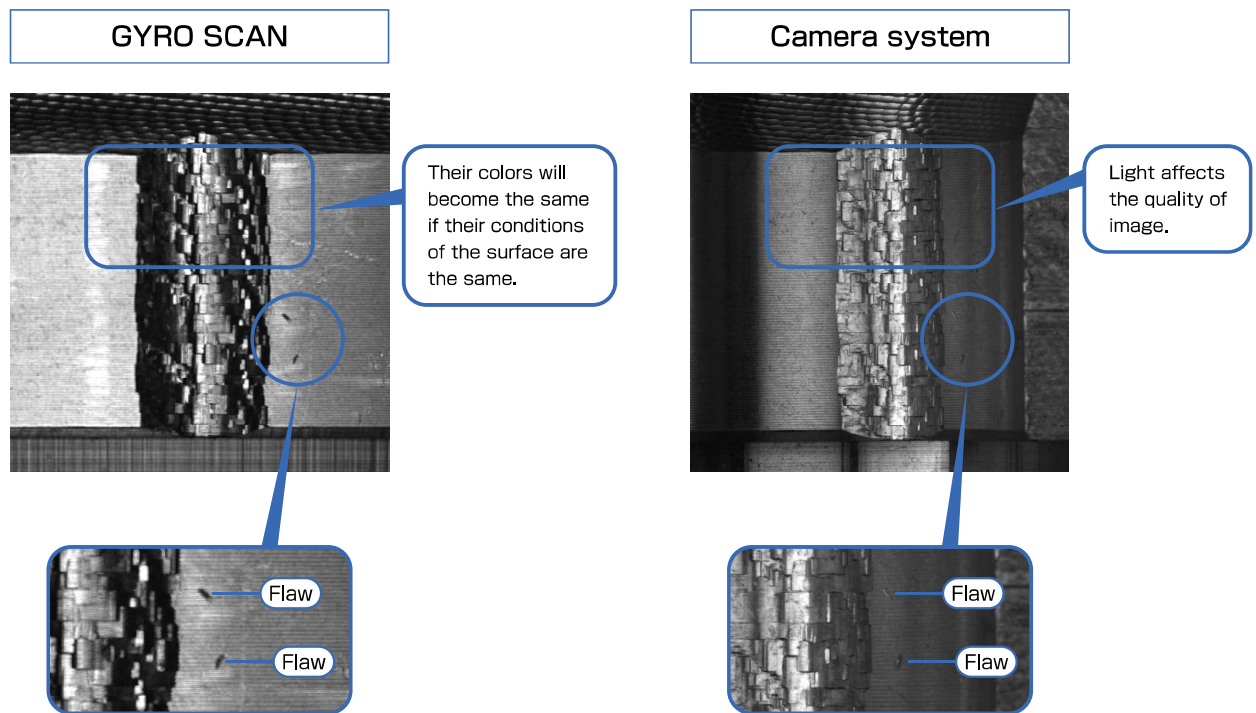 GYRO SCAN
Camera system
Their colors will
become the same
if their conditions
of the surface are
the same.
Light affects
the quality of
image.
Flaw
Flaw
Flaw
Flaw